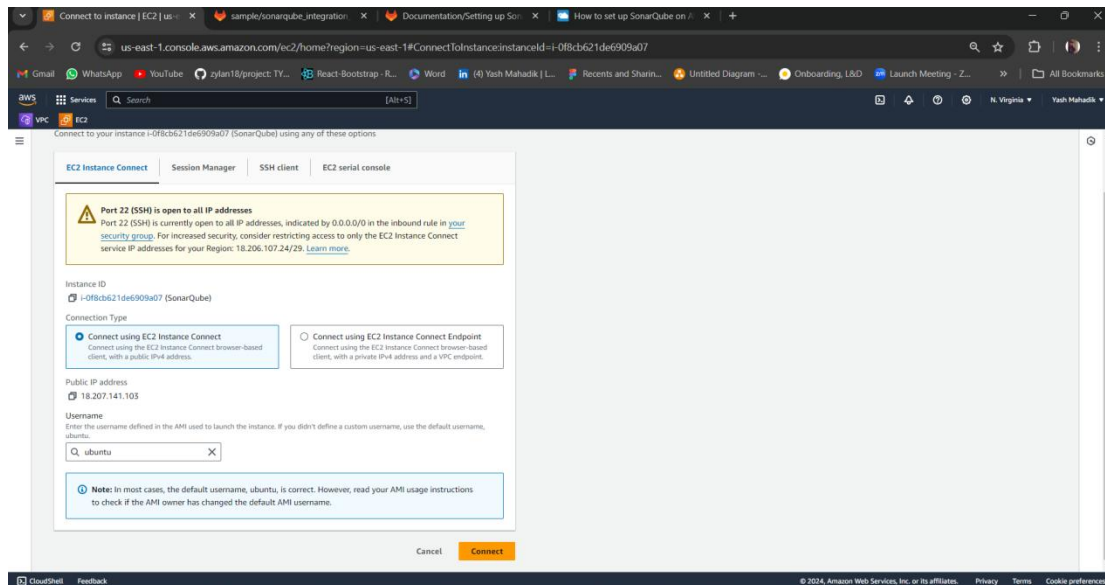 Connect to instance | EC2 | us-e
sample/sonarqube_integration
Documentation/Setting up Son
How to set up SonarQube on A
us-east-1.console.aws.amazon.com/ec2/home?region=us-east-1#ConnectToInstance:instanceId=i-0f8cb621de6909a07
Gmail WhatsApp YouTube zylan18/project: TY... React-Bootstrap · R... Word (4) Yash Mahadik | L... Recents and Sharin... Untitled Diagram -... Onboarding, L&D Launch Meeting - Z... » All Bookmarks
aws Services Search [Alt+S] N. Virginia Yash Mahadik
VPC EC2
Connect to your instance i-0f8cb621de6909a07 (SonarQube) using any of these options
EC2 Instance Connect Session Manager SSH client EC2 serial console
Port 22 (SSH) is open to all IP addresses
Port 22 (SSH) is currently open to all IP addresses, indicated by 0.0.0.0/0 in the inbound rule in your
security group. For increased security, consider restricting access to only the EC2 Instance Connect
service IP addresses for your Region: 18.206.107.24/29. Learn more.
Instance ID
i-0f8cb621de6909a07 (SonarQube)
Connection Type
Connect using EC2 Instance Connect
Connect using the EC2 Instance Connect browser-based
client, with a public IPv4 address.
Connect using EC2 Instance Connect Endpoint
Connect using the EC2 Instance Connect browser-based
client, with a private IPv4 address and a VPC endpoint.
Public IP address
18.207.141.103
Username
Enter the username defined in the AMI used to launch the instance. If you didn't define a custom username, use the default username,
ubuntu.
ubuntu
Note: In most cases, the default username, ubuntu, is correct. However, read your AMI usage instructions
to check if the AMI owner has changed the default AMI username.
Cancel Connect
CloudShell Feedback © 2024, Amazon Web Services, Inc. or its affiliates. Privacy Terms Cookie preferences